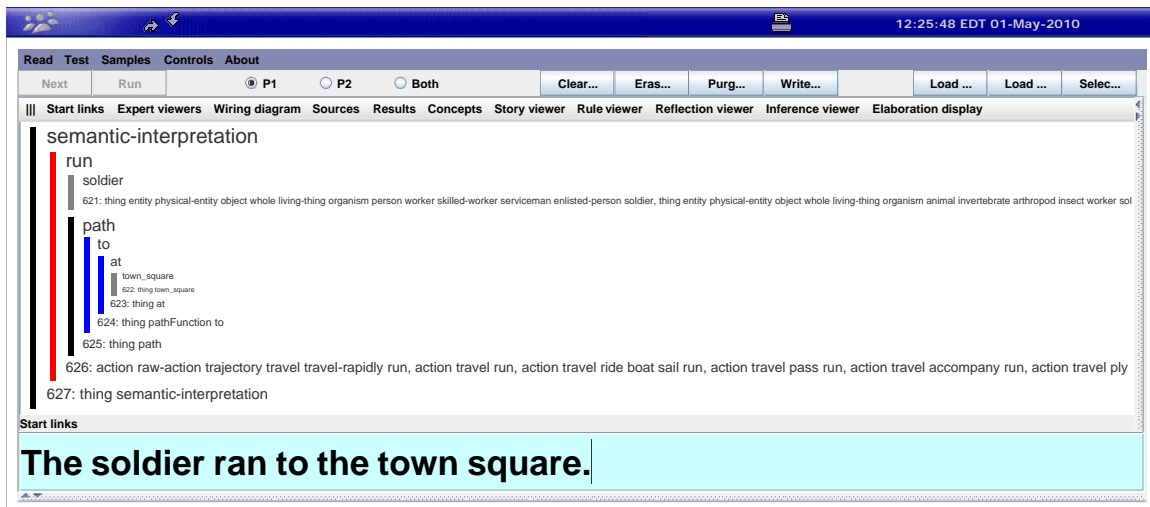 12:25:48 EDT 01-May-2010
Read Test Samples Controls About
Next Run P1 P2 Both Clear... Eras... Purg... Write... Load ... Load ... Selec...
||| Start links Expert viewers Wiring diagram Sources Results Concepts Story viewer Rule viewer Reflection viewer Inference viewer Elaboration display
semantic-interpretation
run
soldier
621: thing entity physical-entity object whole living-thing organism person worker skilled-worker serviceman enlisted-person soldier, thing entity physical-entity object whole living-thing organism animal invertebrate arthropod insect worker sol
path
to
at
town_square
622: thing town_square
623: thing at
624: thing pathFunction to
625: thing path
626: action raw-action trajectory travel travel-rapidly run, action travel run, action travel ride boat sail run, action travel pass run, action travel accompany run, action travel ply
627: thing semantic-interpretation
Start links
The soldier ran to the town square.